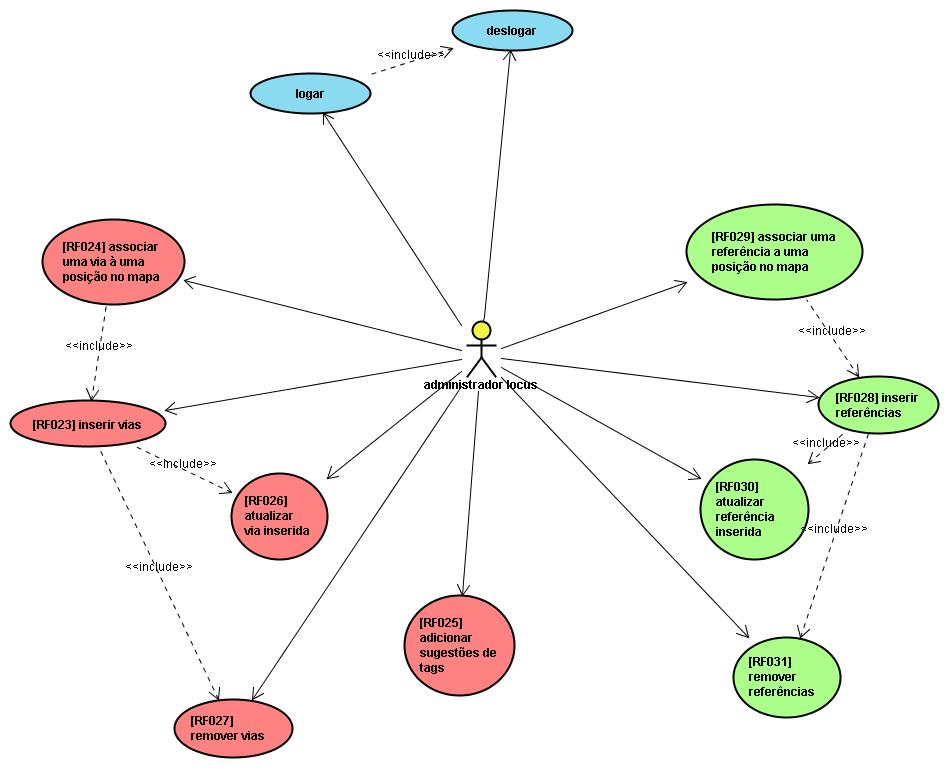 deslogar
<<include>>
logar
[RF024] associar
uma via à uma
posição no mapa
[RF029] associar uma
referência a uma
posição no mapa
<<include>>
<<include>>
administrador locus
[RF023] inserir vias
[RF028] inserir
referências
<<include>>
<<include>>
[RF026]
atualizar
via inserida
[RF030]
atualizar
referência
inserida
<<include>>
<<include>>
[RF025]
adicionar
sugestões de
tags
[RF031]
remover
referências
[RF027]
remover vias